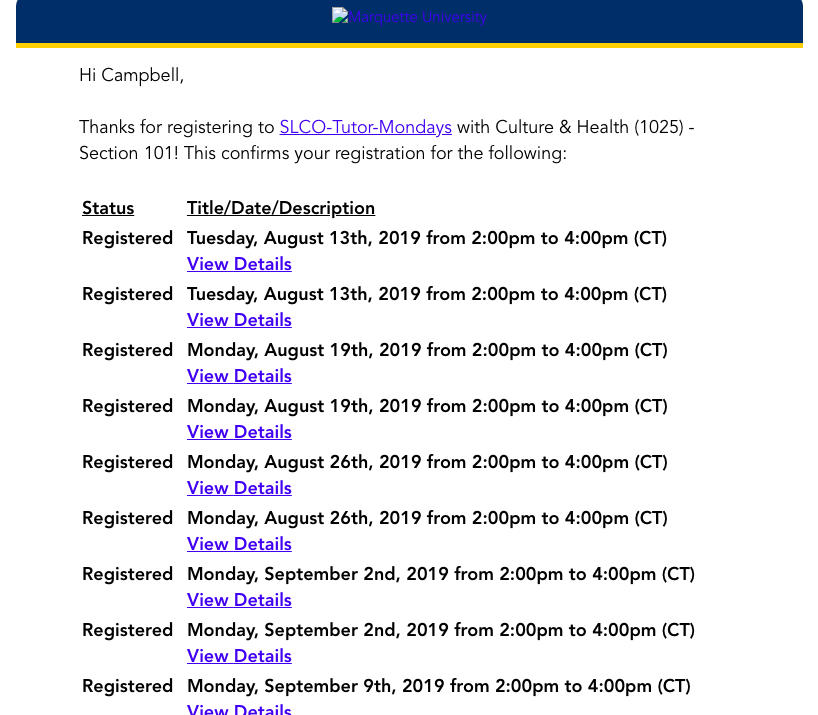 Marquette University
Hi Campbell,
Thanks for registering to SLCO-Tutor-Mondays with Culture & Health (1025) -
Section 101! This confirms your registration for the following:
Status Title/Date/Description
Registered Tuesday, August 13th, 2019 from 2:00pm to 4:00pm (CT)
View Details
Registered Tuesday, August 13th, 2019 from 2:00pm to 4:00pm (CT)
View Details
Registered Monday, August 19th, 2019 from 2:00pm to 4:00pm (CT)
View Details
Registered Monday, August 19th, 2019 from 2:00pm to 4:00pm (CT)
View Details
Registered Monday, August 26th, 2019 from 2:00pm to 4:00pm (CT)
View Details
Registered Monday, August 26th, 2019 from 2:00pm to 4:00pm (CT)
View Details
Registered Monday, September 2nd, 2019 from 2:00pm to 4:00pm (CT)
View Details
Registered Monday, September 2nd, 2019 from 2:00pm to 4:00pm (CT)
View Details
Registered Monday, September 9th, 2019 from 2:00pm to 4:00pm (CT)
View Details